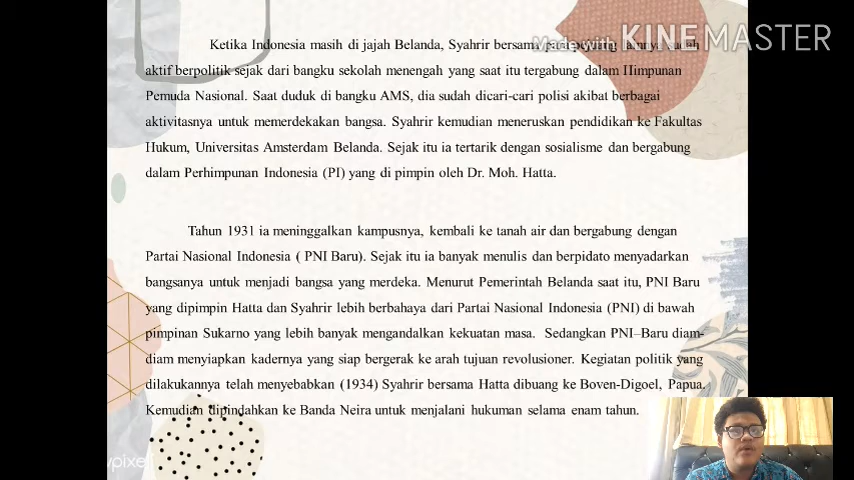 Made with KINEMASTER
Ketika Indonesia masih di jajah Belanda, Syahrir bersama sudah
aktif berpolitik sejak dari bangku sekolah menengah yang saat itu tergabung dalam Himpunan
Pemuda Nasional. Saat duduk di bangku AMS, dia sudah dicari-cari polisi akibat berbagai
aktivitasnya untuk memerdekakan bangsa. Syahrir kemudian meneruskan pendidikan ke Fakultas
Hukum, Universitas Amsterdam Belanda. Sejak itu ia tertarik dengan sosialisme dan bergabung
dalam Perhimpunan Indonesia (PI) yang di pimpin oleh Dr. Moh. Hatta.
Tahun 1931 ia meninggalkan kampusnya, kembali ke tanah air dan bergabung dengan
Partai Nasional Indonesia ( PNI Baru). Sejak itu ia banyak menulis dan berpidato menyadarkan
bangsanya untuk menjadi bangsa yang merdeka. Menurut Pemerintah Belanda saat itu, PNI Baru
yang dipimpin Hatta dan Syahrir lebih berbahaya dari Partai Nasional Indonesia (PNI) di bawah
pimpinan Sukarno yang lebih banyak mengandalkan kekuatan masa. Sedangkan PNI–Baru diam-
diam menyiapkan kadernya yang siap bergerak ke arah tujuan revolusioner. Kegiatan politik yang
dilakukannya telah menyebabkan (1934) Syahrir bersama Hatta dibuang ke Boven-Digoel, Papua.
Kemudian dipindahkan ke Banda Neira untuk menjalani hukuman selama enam tahun.